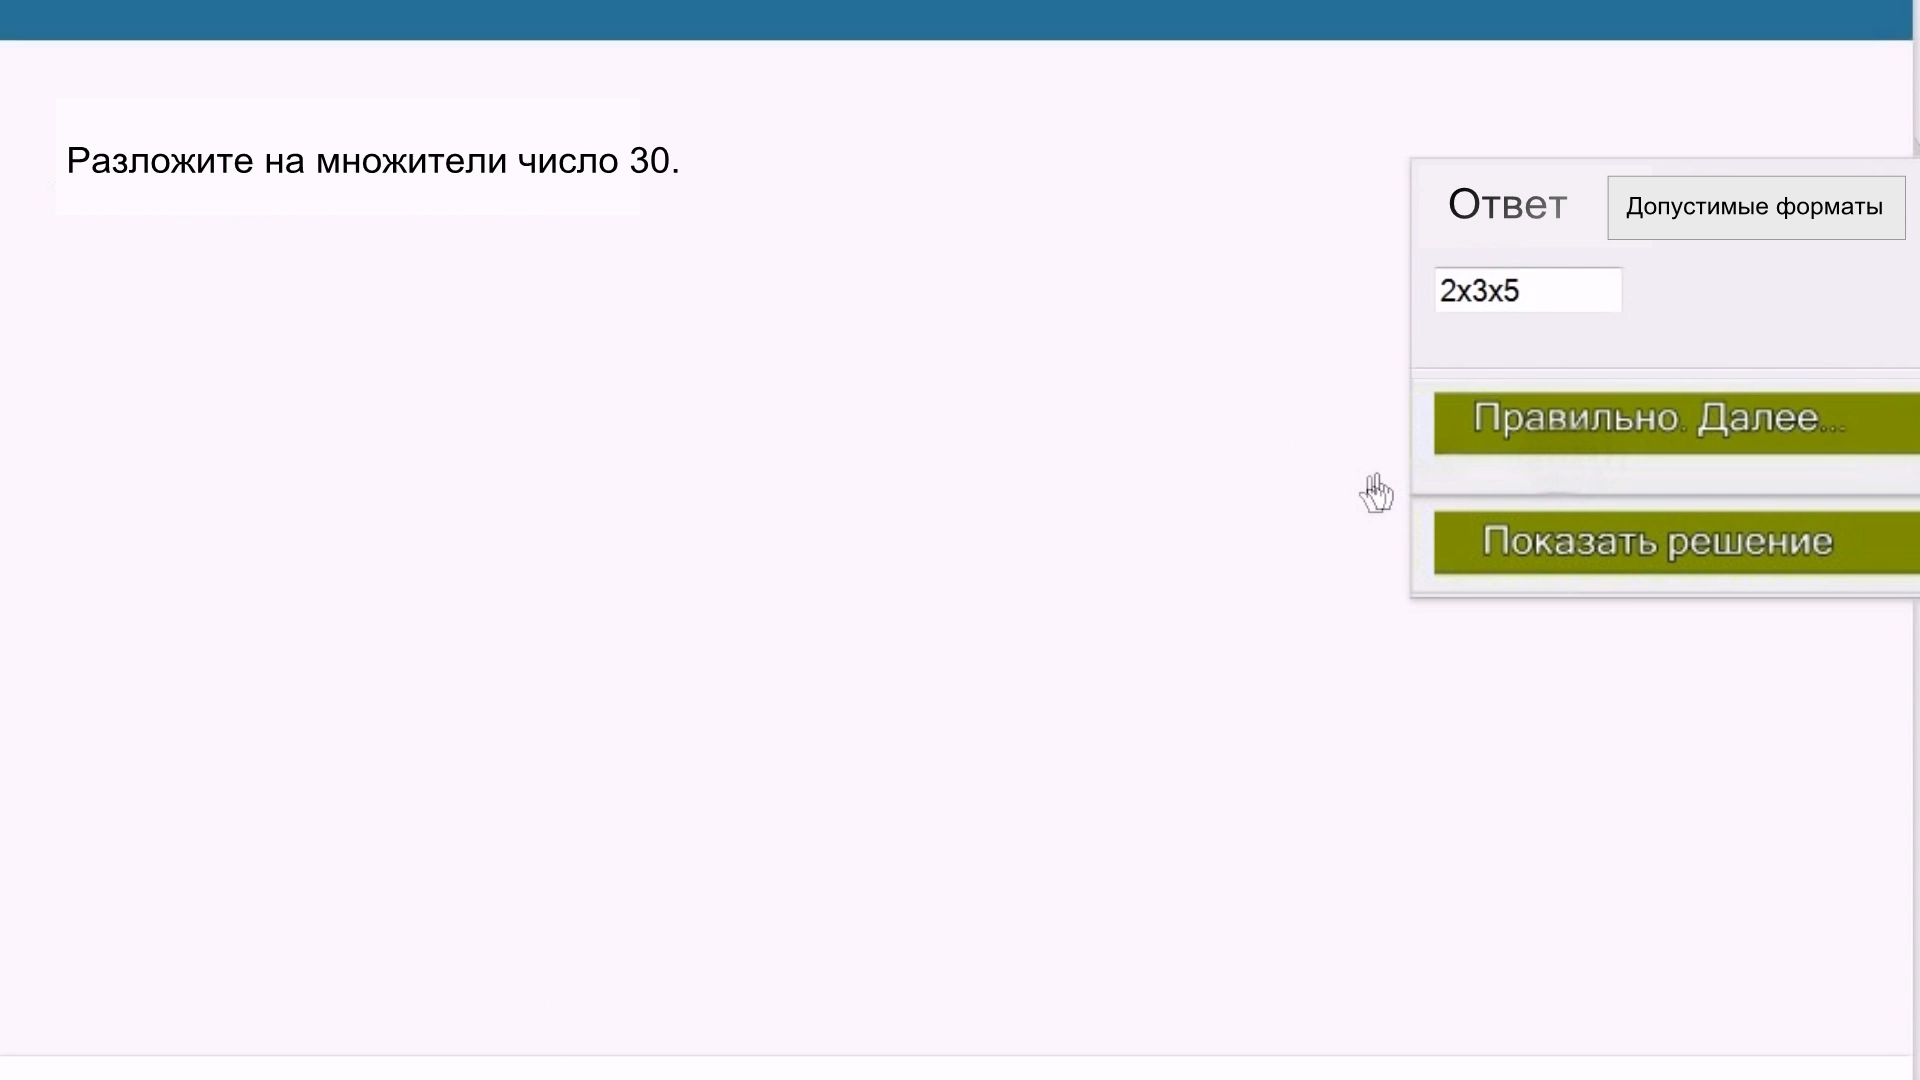 Разложите на множители число 30.
Ответ
Допустимые форматы
2x3x5
Правильно. Далее...
Показать решение